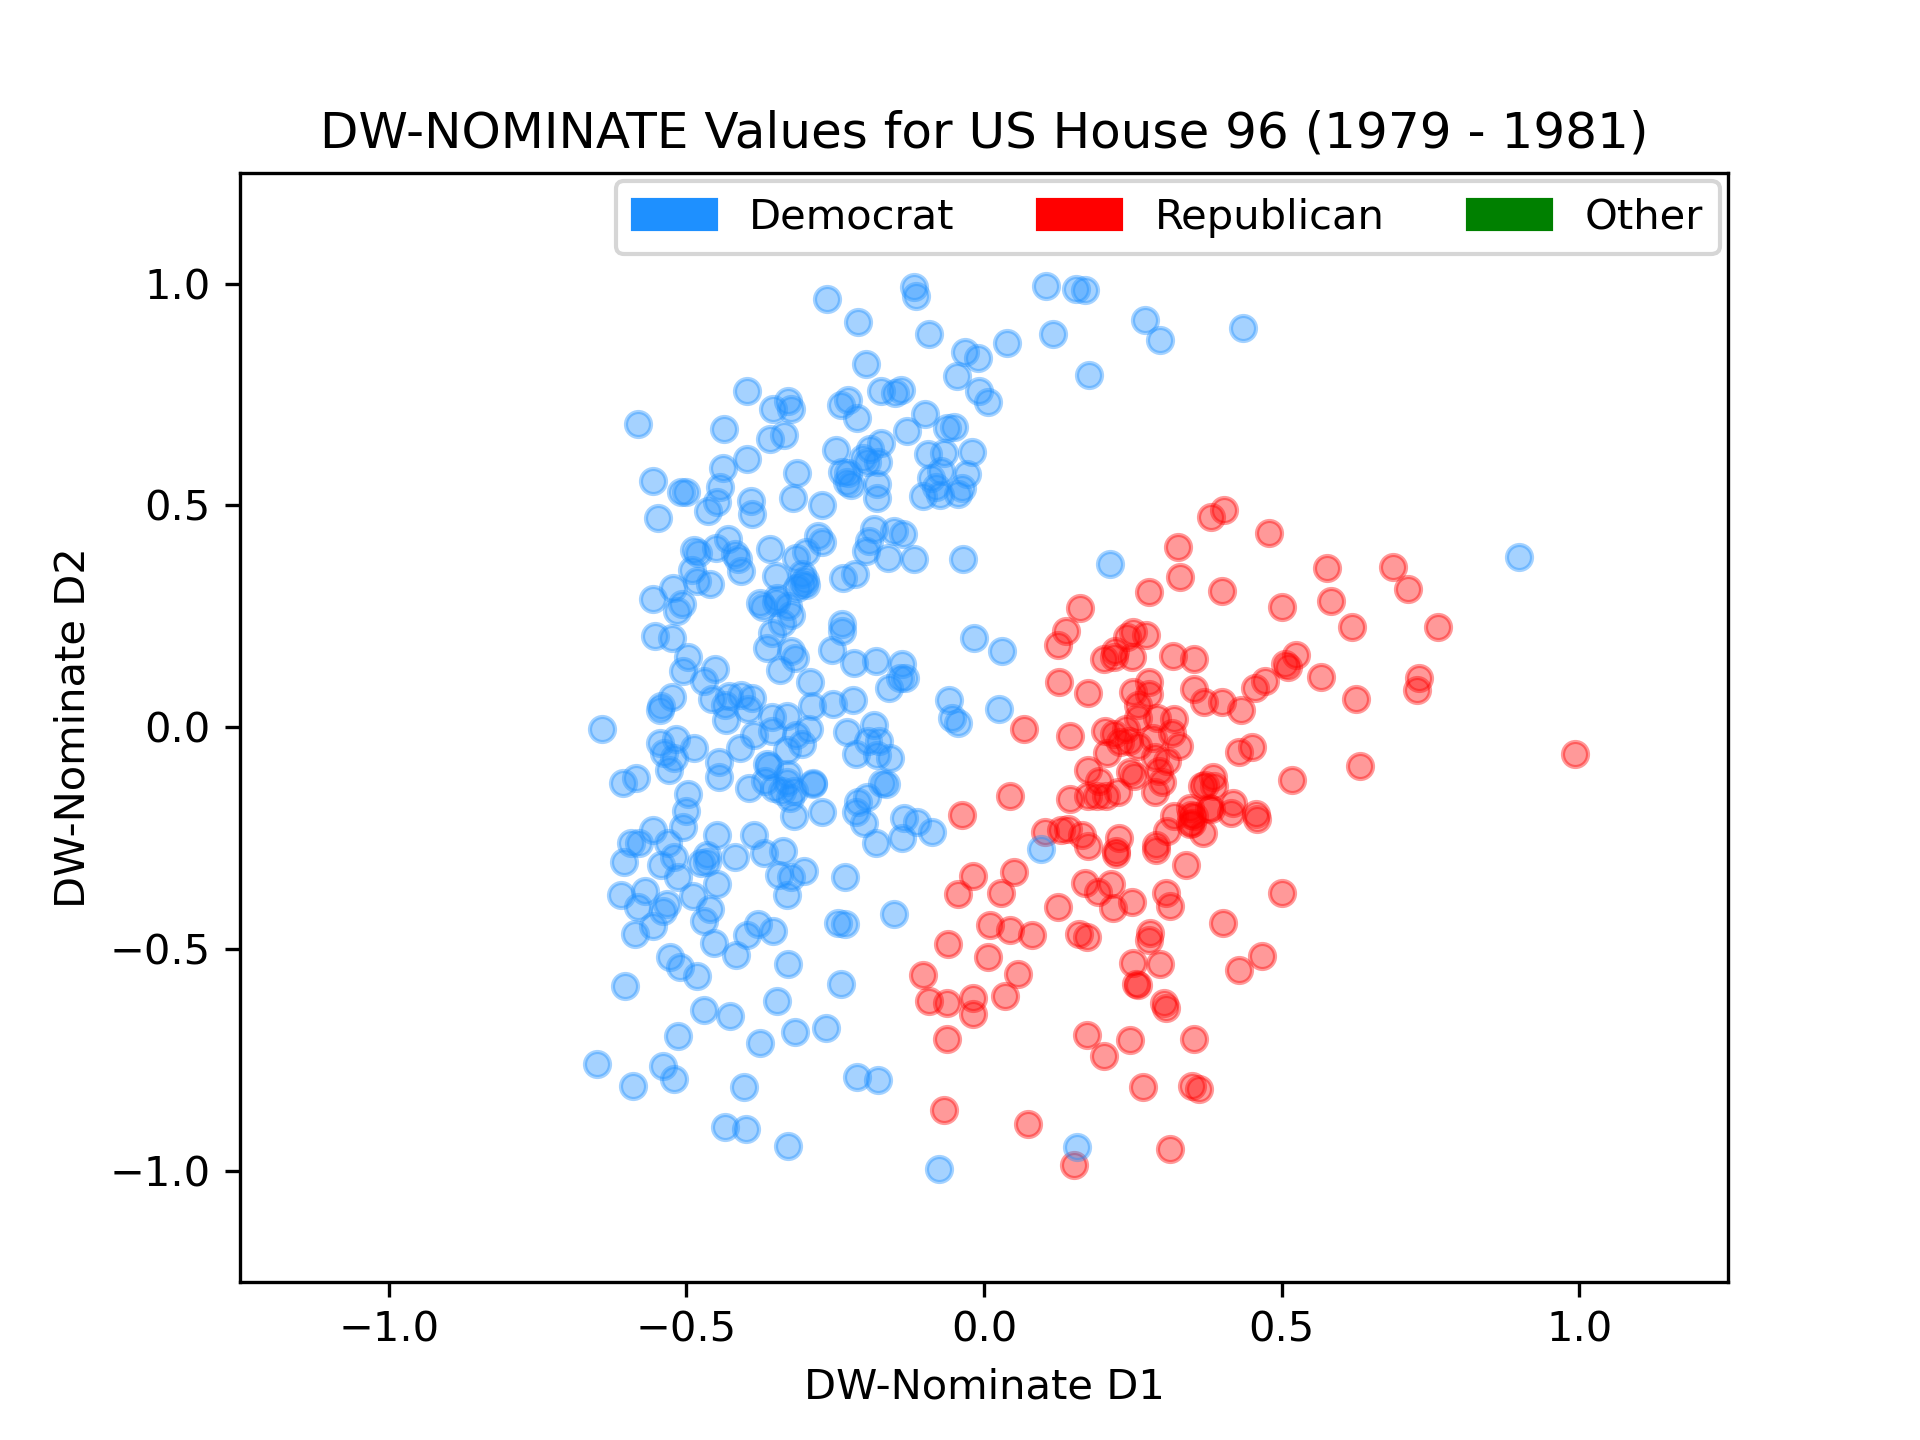 DW-NOMINATE Values for US House 96 (1979 - 1981)
Democrat Republican Other
1.0
0.5
0.0
−0.5
−1.0
DW-Nominate D2
−1.0 −0.5 0.0 0.5 1.0
DW-Nominate D1